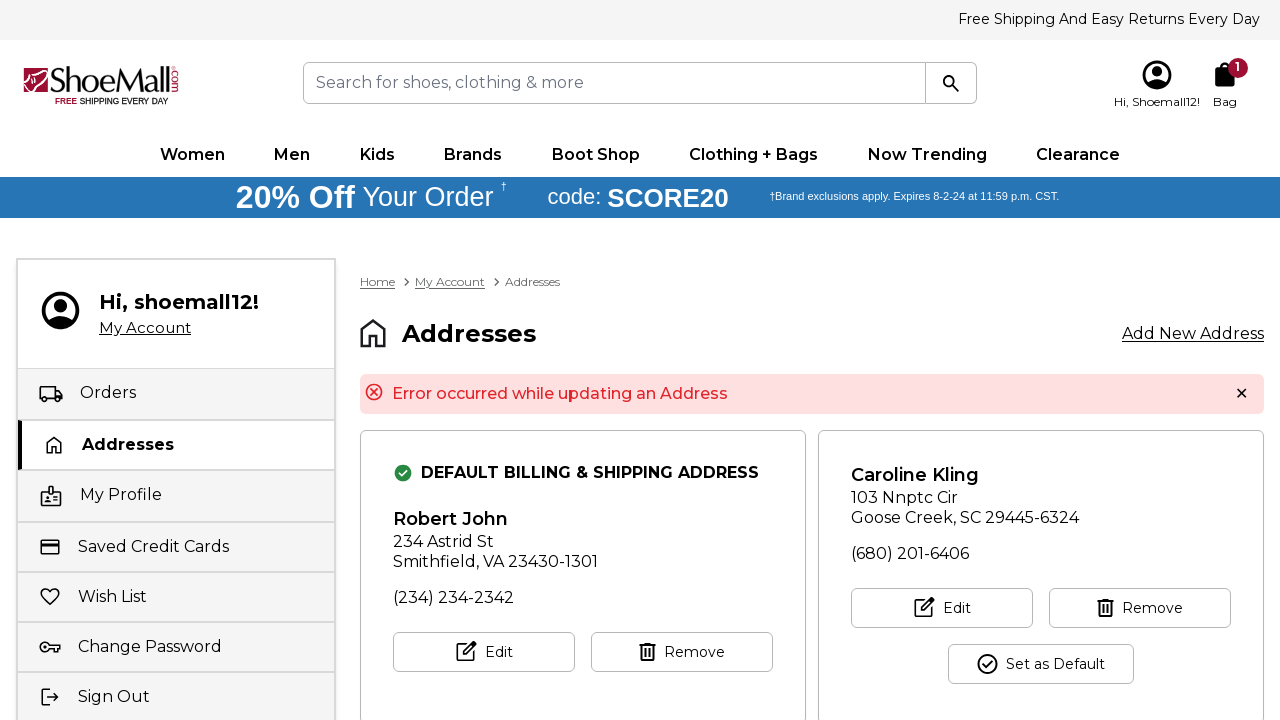 Free Shipping And Easy Returns Every Day
ShoeMall.com
FREE SHIPPING EVERY DAY
Search for shoes, clothing & more
Hi, Shoemall12!
1
Bag
Women Men Kids Brands Boot Shop Clothing + Bags Now Trending Clearance
20% Off Your Order † code: SCORE20 †Brand exclusions apply. Expires 8-2-24 at 11:59 p.m. CST.
Hi, shoemall12!
My Account
Orders
Addresses
My Profile
Saved Credit Cards
Wish List
Change Password
Sign Out
Home > My Account > Addresses
Addresses
Add New Address
Error occurred while updating an Address
DEFAULT BILLING & SHIPPING ADDRESS
Robert John
234 Astrid St
Smithfield, VA 23430-1301
(234) 234-2342
Edit Remove
Caroline Kling
103 Nnptc Cir
Goose Creek, SC 29445-6324
(680) 201-6406
Edit Remove
Set as Default